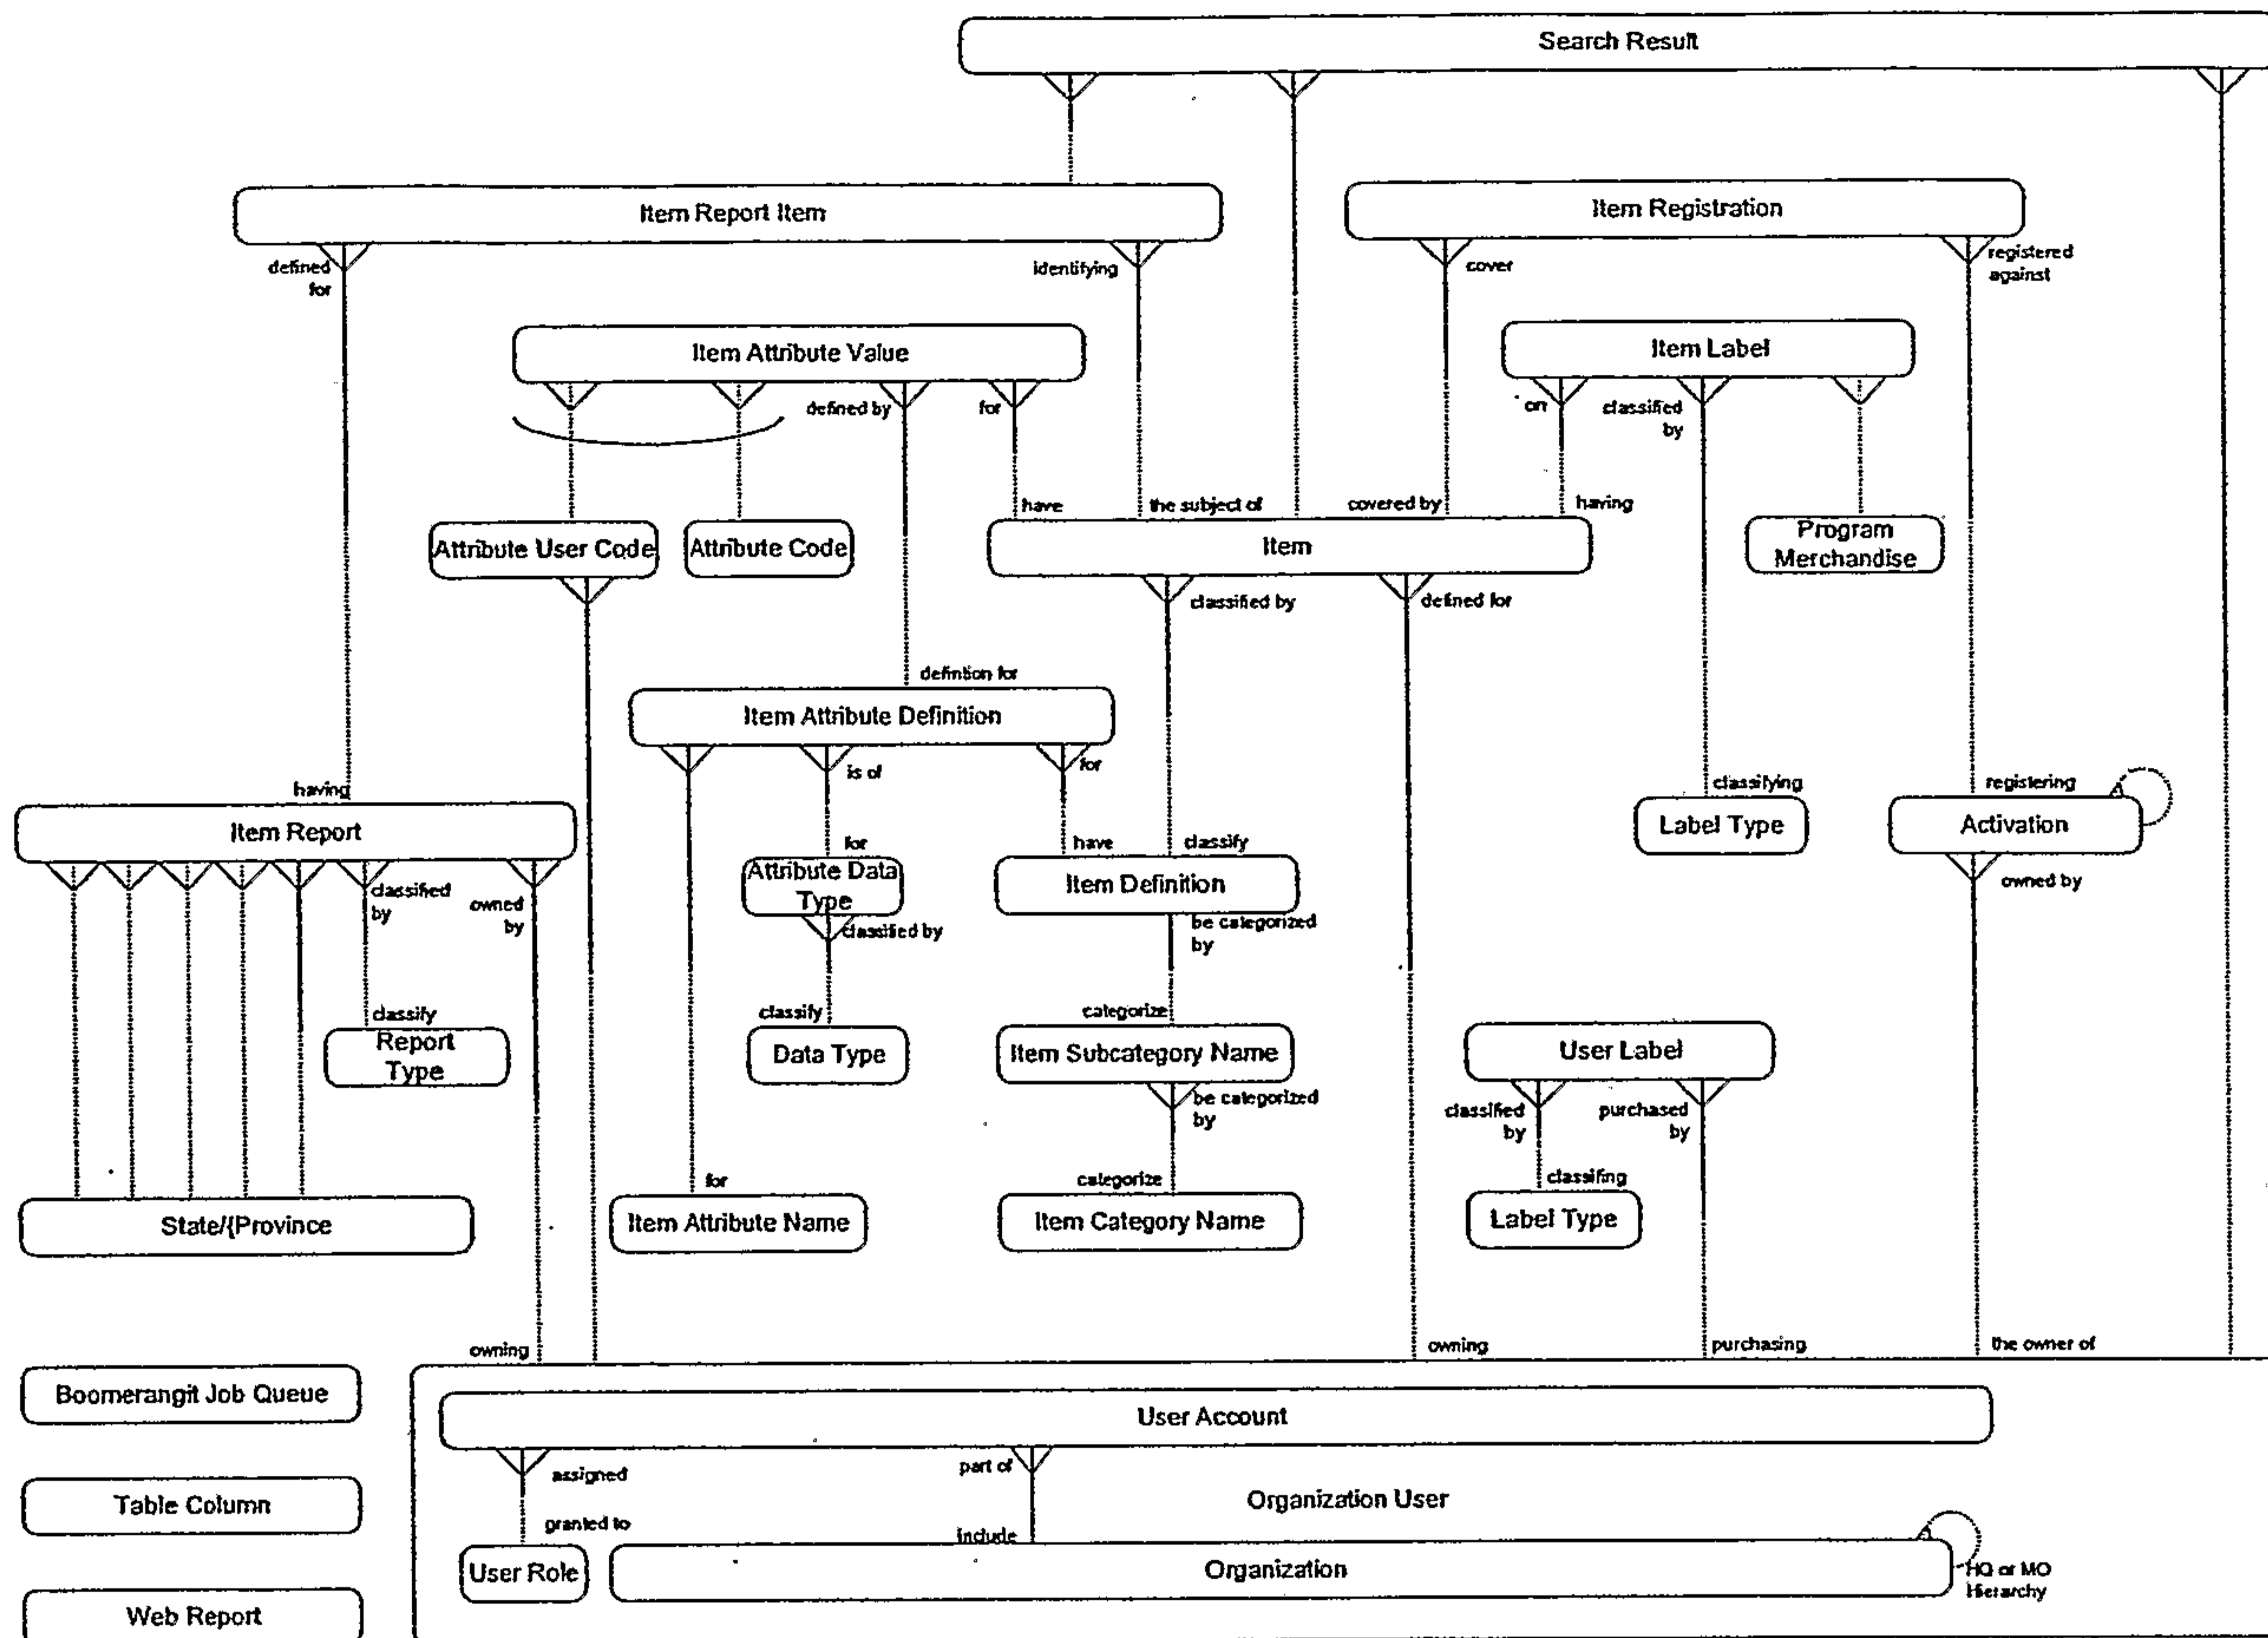 Search Result
Item Report Item
Item Registration
defined
for
identifying
cover
registered
against
Item Attribute Value
Item Label
defined by
for
on
classified
by
have
the subject of
covered by
having
Attribute User Code
Attribute Code
Item
Program
Merchandise
classified by
defined for
defintion for
Item Attribute Definition
is of
for
having
classifying
registering
Item Report
Label Type
Activation
for
have
classify
classified
by
owned
by
Attribute Data
Type
Item Definition
owned by
classified by
be categorized
by
classify
classify
categorize
Report
Type
Data Type
Item Subcategory Name
User Label
be categorized
by
classified
by
purchased
by
for
categorize
classifing
State/{Province
Item Attribute Name
Item Category Name
Label Type
owning
owning
purchasing
the owner of
Boomerangit Job Queue
User Account
assigned
part of
Table Column
Organization User
granted to
include
User Role
Organization
HQ or MO
Hierarchy
Web Report